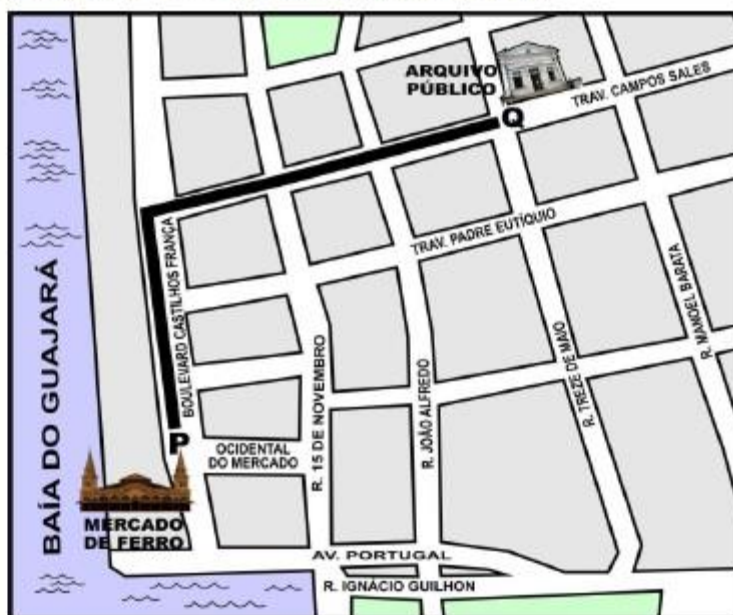 ARQUIVO
PÚBLICO
TRAV. CAMPOS SALES
Q
TRAV. PADRE EUTÍQUIO
BOULEVARD CASTILHOS FRANÇA
BAÍA DO GUAJARÁ
R. 15 DE NOVEMBRO
R. JOÃO ALFREDO
R. TREZE DE MAIO
R. MANOEL BARATA
P
OCIDENTAL
DO MERCADO
MERCADO
DE FERRO
AV. PORTUGAL
R. IGNÁCIO GUILHON